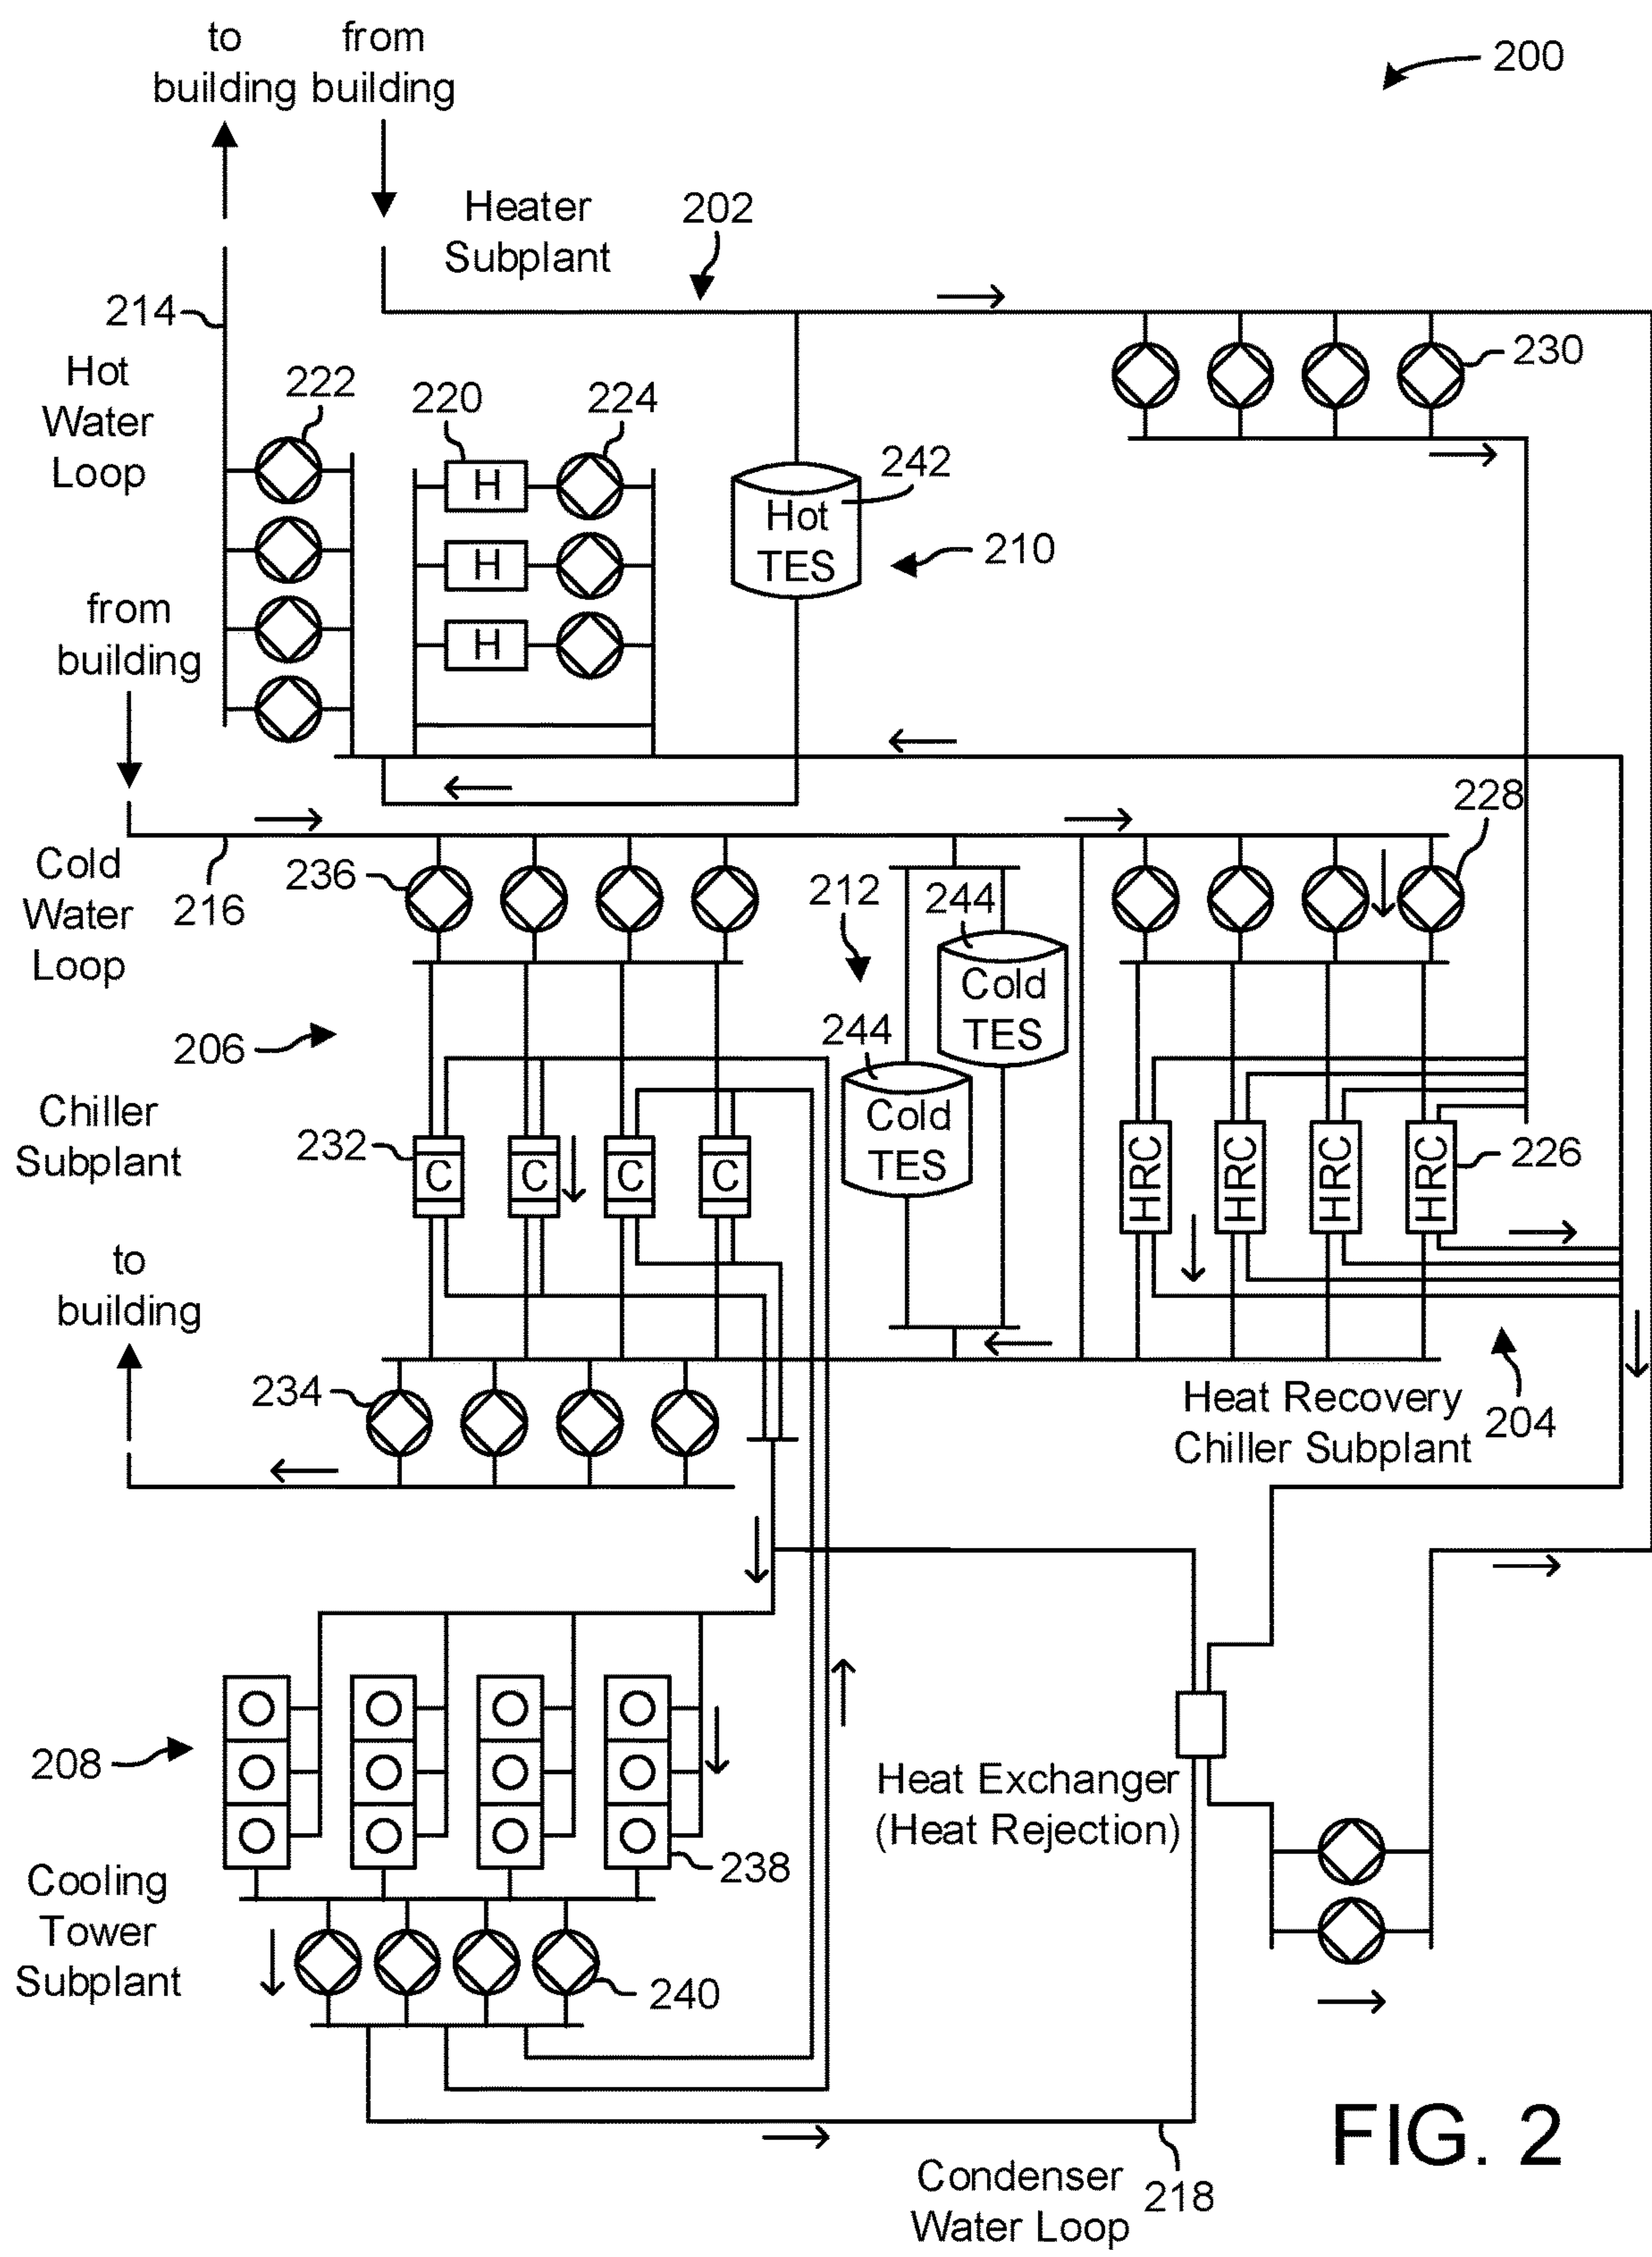 to from
building building
200
Heater
Subplant
202
214
Hot
Water
Loop
222
220
224
230
H
H
H
242
Hot
TES
210
from
building
228
Cold
Water
Loop
216
236
212
244
Cold
TES
244
Cold
TES
206
Chiller
Subplant
232
C C C C
HRC HRC HRC HRC
226
to
building
234
Heat Recovery
Chiller Subplant
204
208
Heat Exchanger
(Heat Rejection)
238
Cooling
Tower
Subplant
240
Condenser
Water Loop
218
FIG. 2